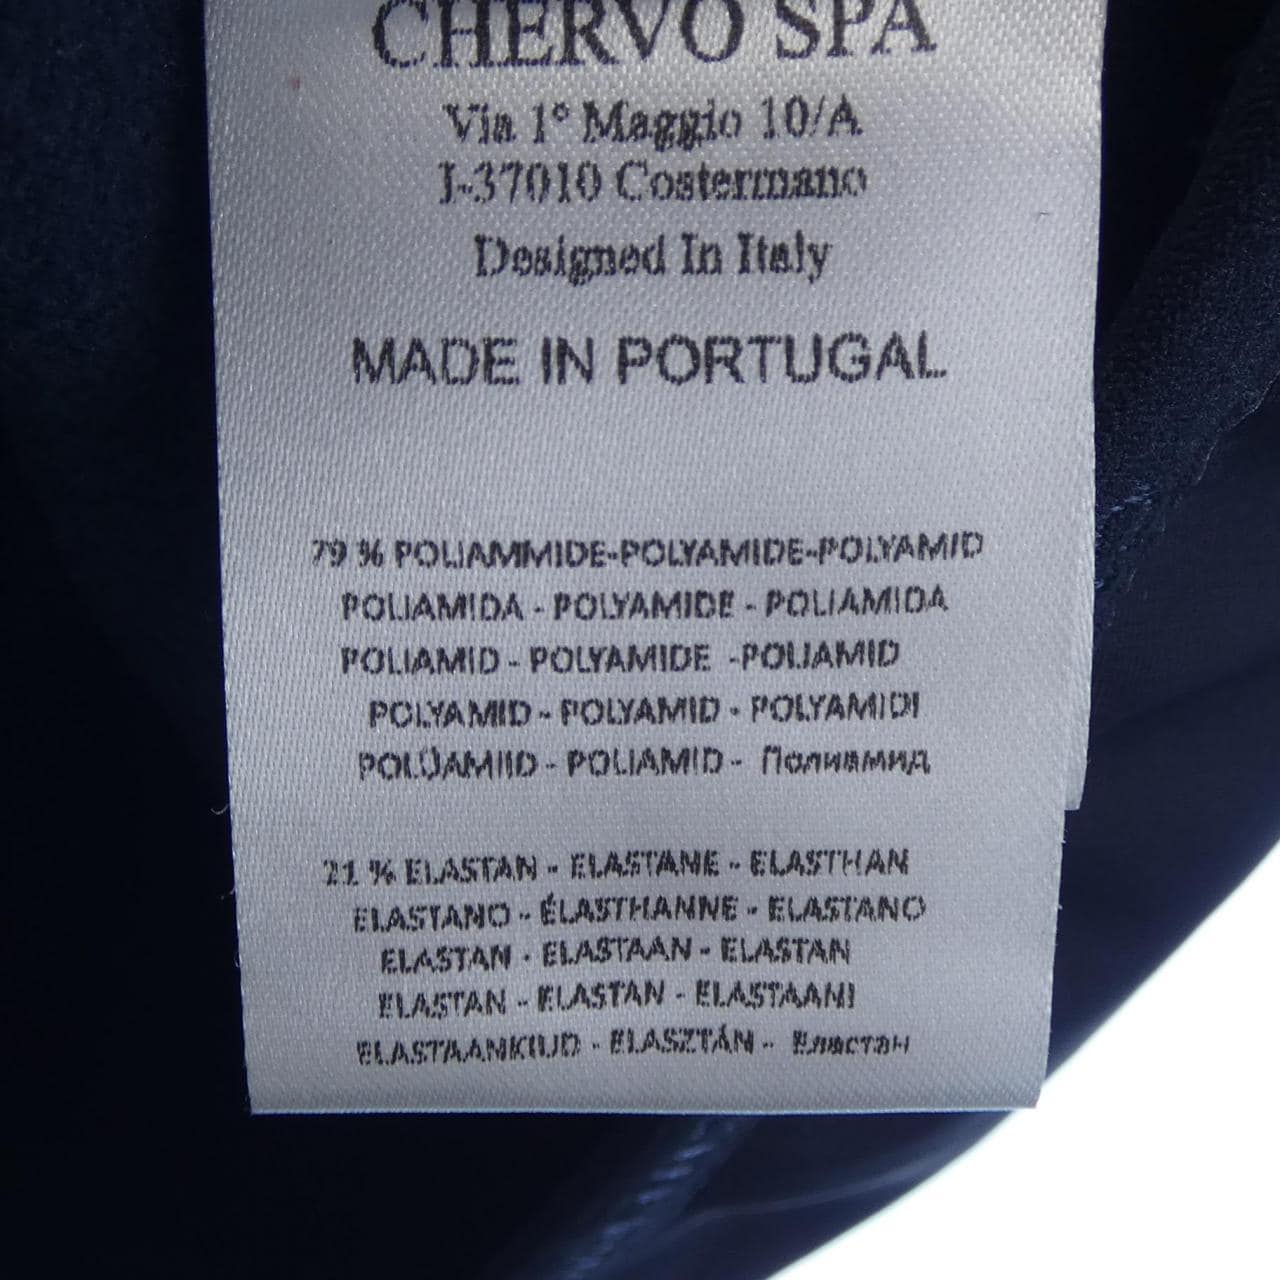 CHERVO SPA
Via 1° Maggio 10/A
I-37010 Costermano
Designed In Italy
MADE IN PORTUGAL
79 % POLIAMMIDE-POLYAMIDE-POLYAMID
POLIAMIDA - POLYAMIDE - POLIAMIDA
POLIAMID - POLYAMIDE -POLIAMID
POLYAMID - POLYAMID - POLYAMIDI
POLÜAMIID - POLIAMID - Полиамид
21 % ELASTAN - ELASTANE - ELASTHAN
ELASTANO - ÉLASTHANNE - ELASTANO
ELASTAN - ELASTAAN - ELASTAN
ELASTAN - ELASTAN - ELASTAANI
ELASTAANKIUD - ELASZTÁN - Еластан